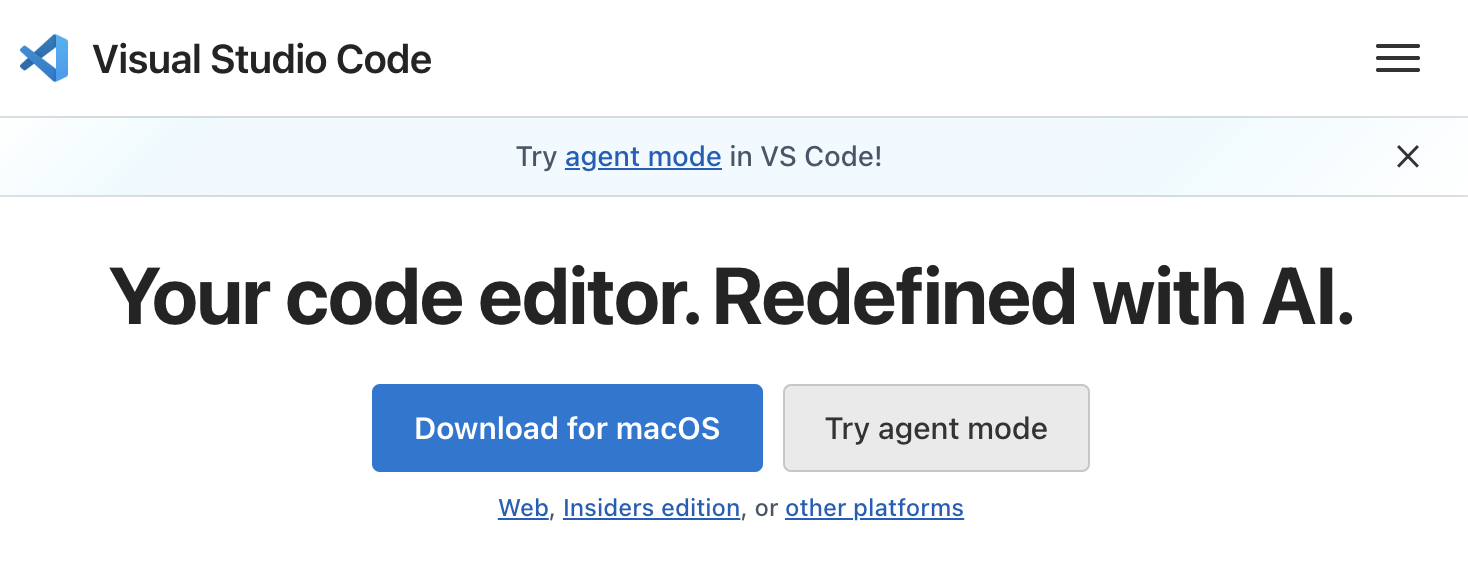 Visual Studio Code
Try agent mode in VS Code!
Your code editor. Redefined with AI.
Download for macOS
Try agent mode
Web, Insiders edition, or other platforms